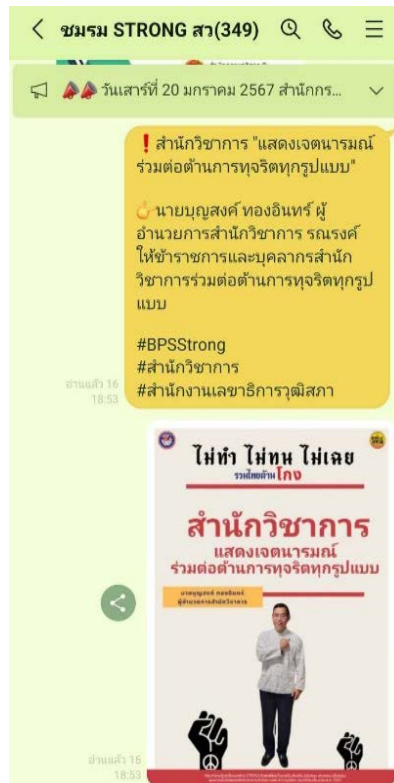 ชมรม STRONG สว(349)
วันเสาร์ที่ 20 มกราคม 2567 สำนักกร...
❗สำนักวิชาการ "แสดงเจตนารมณ์
ร่วมต่อต้านการทุจริตทุกรูปแบบ"
นายบุญสงค์ ทองอินทร์ ผู้
อำนวยการสำนักวิชาการ รณรงค์
ให้ข้าราชการและบุคลากรสำนัก
วิชาการร่วมต่อต้านการทุจริตทุกรูป
แบบ
#BPSStrong
#สำนักวิชาการ
#สำนักงานเลขาธิการวุฒิสภา
อ่านแล้ว 16
18:53
ไม่ทำ ไม่ทน ไม่เฉย
รวมไทยต้านโกง
สำนักวิชาการ
แสดงเจตนารมณ์
ร่วมต่อต้านการทุจริตทุกรูปแบบ
นายบุญสงค์ ทองอินทร์
ผู้อำนวยการสำนักวิชาการ
อ่านแล้ว 16
18:53